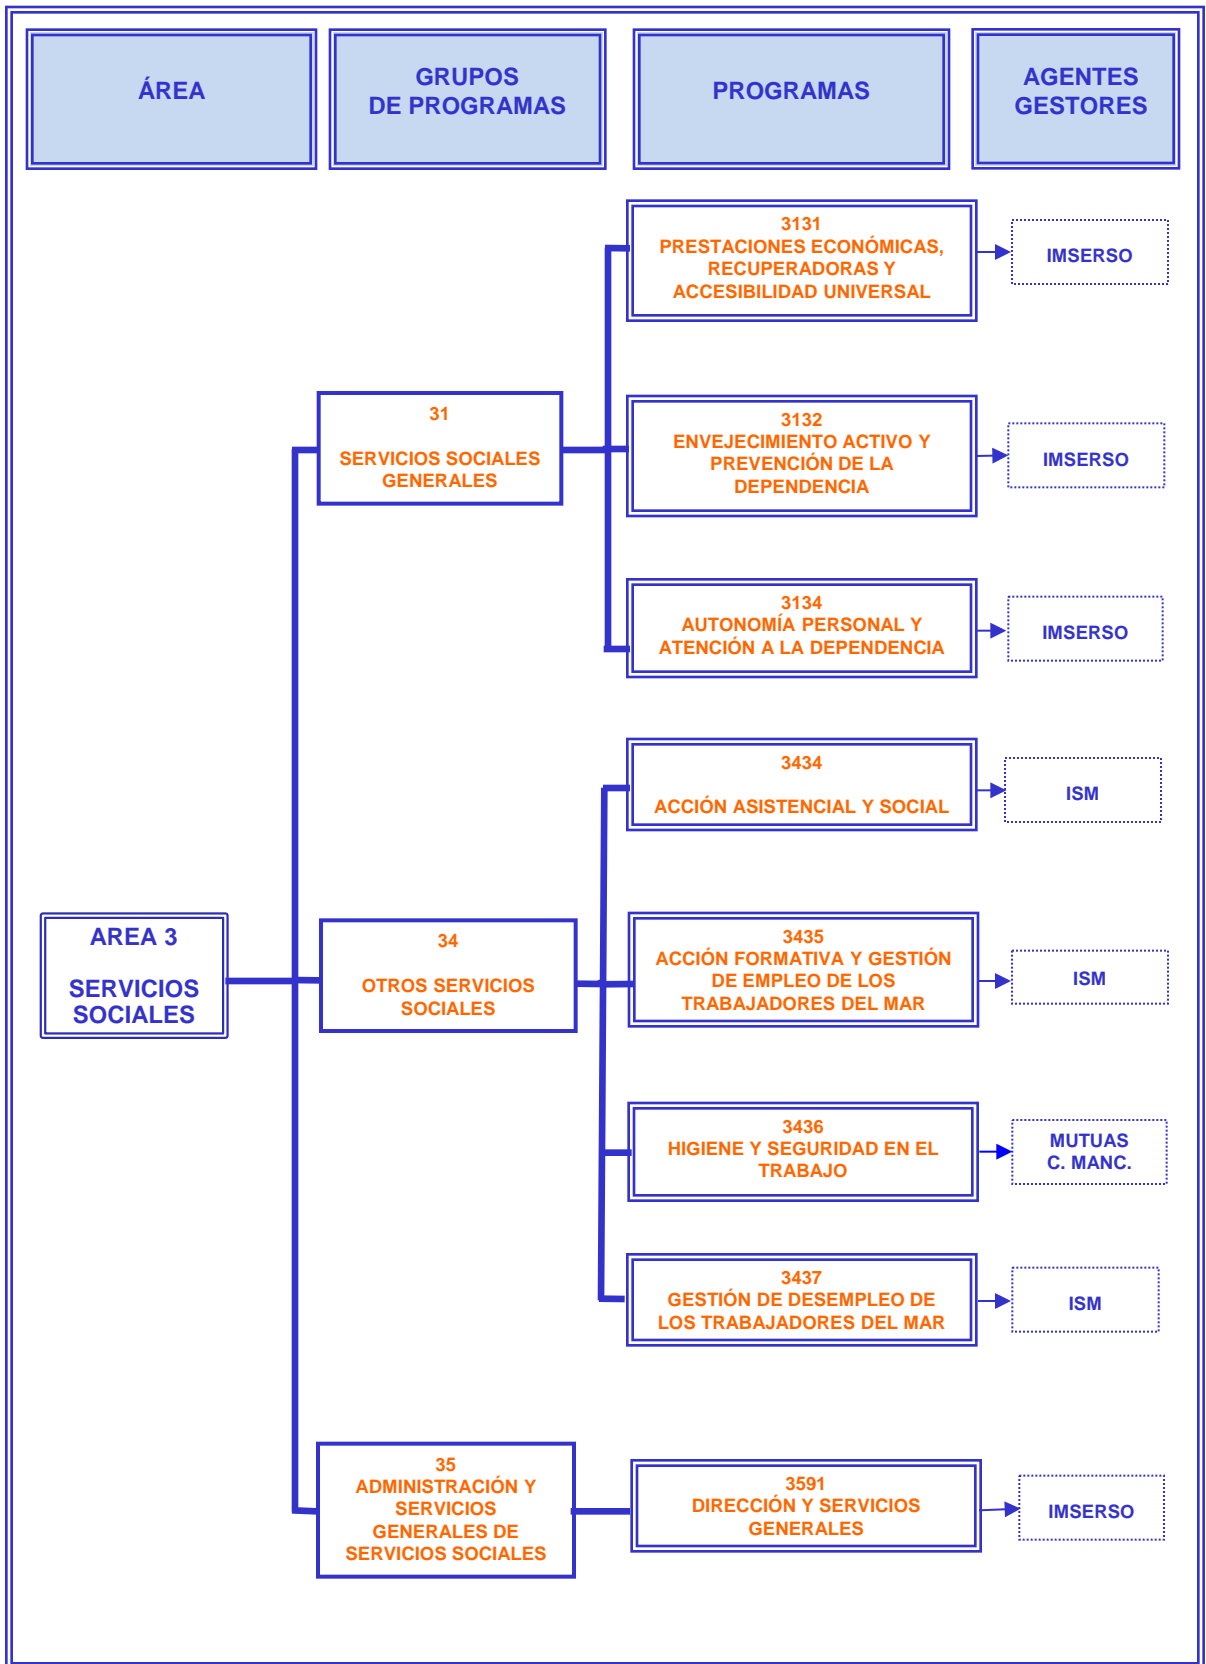 ÁREA
GRUPOS
DE PROGRAMAS
PROGRAMAS
AGENTES
GESTORES
AREA 3
SERVICIOS
SOCIALES
31
SERVICIOS SOCIALES
GENERALES
3131
PRESTACIONES ECONÓMICAS,
RECUPERADORAS Y
ACCESIBILIDAD UNIVERSAL
IMSERSO
3132
ENVEJECIMIENTO ACTIVO Y
PREVENCIÓN DE LA
DEPENDENCIA
IMSERSO
3134
AUTONOMÍA PERSONAL Y
ATENCIÓN A LA DEPENDENCIA
IMSERSO
34
OTROS SERVICIOS
SOCIALES
3434
ACCIÓN ASISTENCIAL Y SOCIAL
ISM
3435
ACCIÓN FORMATIVA Y GESTIÓN
DE EMPLEO DE LOS
TRABAJADORES DEL MAR
ISM
3436
HIGIENE Y SEGURIDAD EN EL
TRABAJO
MUTUAS
C. MANC.
3437
GESTIÓN DE DESEMPLEO DE
LOS TRABAJADORES DEL MAR
ISM
35
ADMINISTRACIÓN Y
SERVICIOS
GENERALES DE
SERVICIOS SOCIALES
3591
DIRECCIÓN Y SERVICIOS
GENERALES
IMSERSO